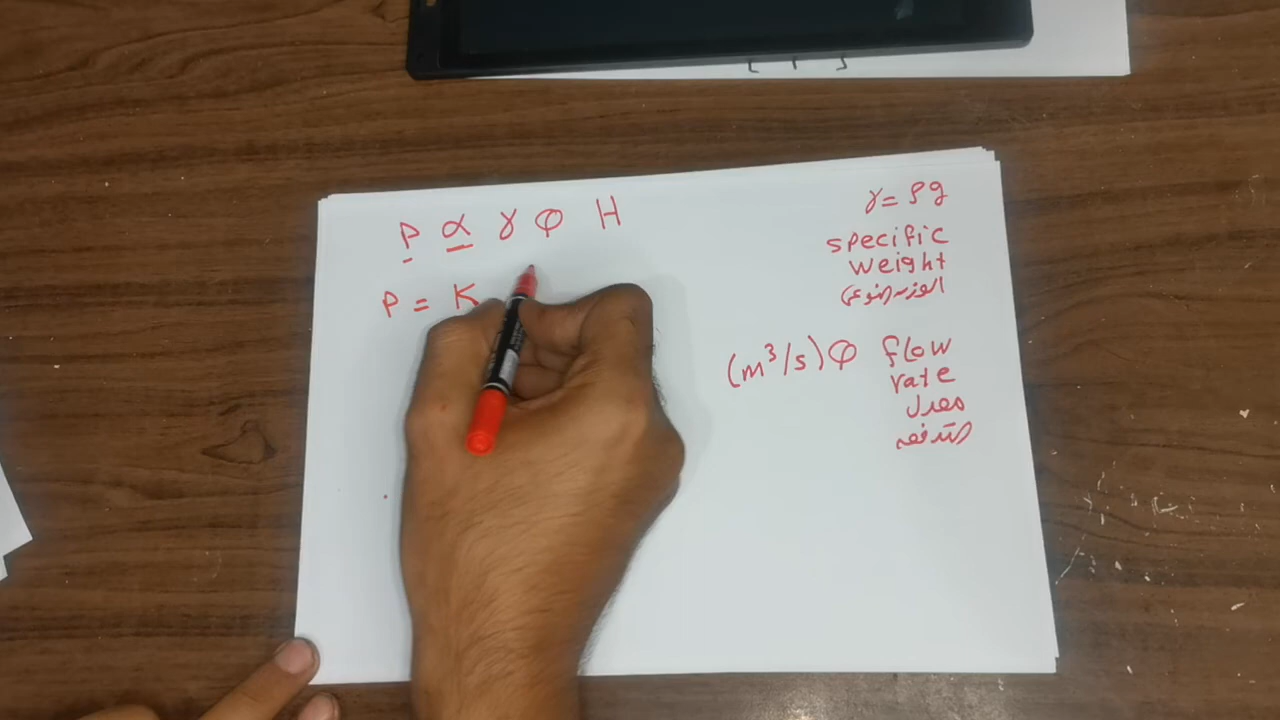 P α γ φ H
P = K
γ = ρg
specific
weight
الوزن النوعي
(m³/s) φ flow
rate
معدل
التدفق